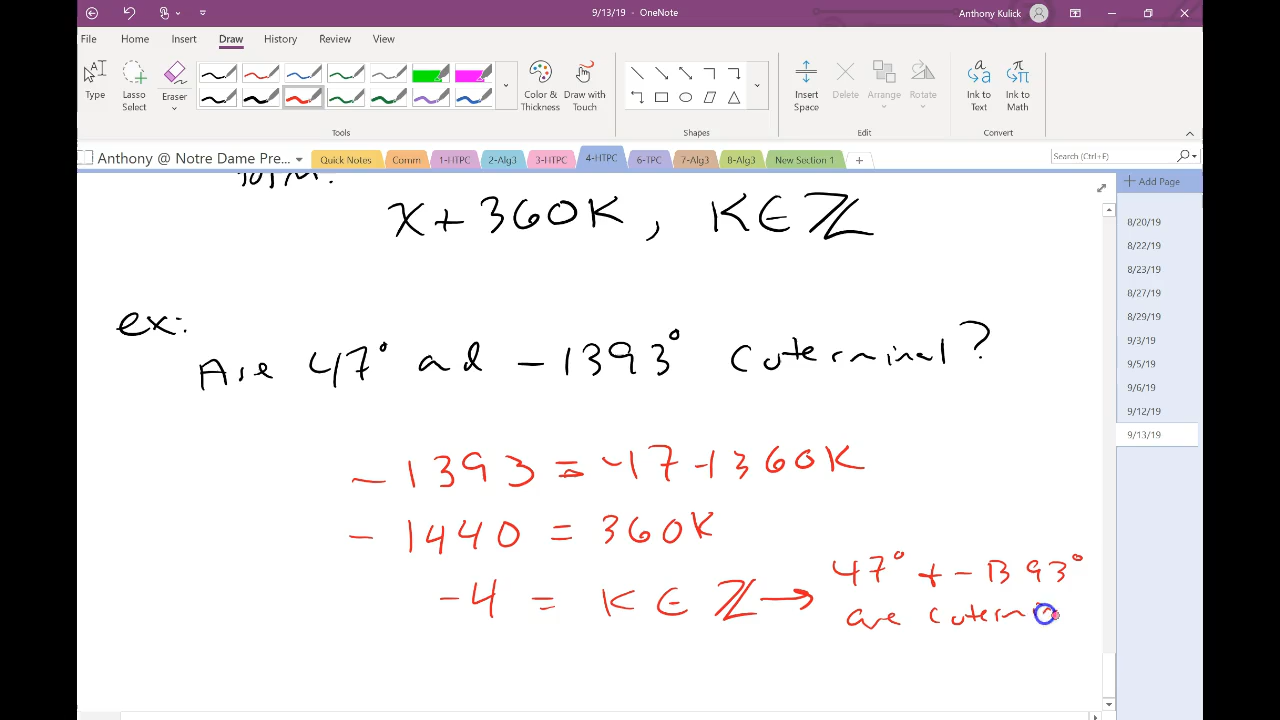 9/13/19 - OneNote
Anthony Kulick
File Home Insert Draw History Review View
Type
Lasso Select
Eraser
Color & Thickness
Draw with Touch
Insert Space
Delete
Arrange
Rotate
Ink to Text
Ink to Math
Tools
Shapes
Edit
Convert
Anthony @ Notre Dame Pre...
Quick Notes Comm 1-HTPC 2-Alg3 3-HTPC 4-HTPC 6-TPC 7-Alg3 8-Alg3 New Section 1 +
Search (Ctrl+F)
+ Add Page
8/20/19
8/22/19
8/23/19
8/27/19
8/29/19
9/3/19
9/5/19
9/6/19
9/12/19
9/13/19
form:
x + 360K, K ∈ ℤ
ex:
Are 47° ad -1393° Coterminal?
-1393 = 47 + 360K
-1440 = 360K
-4 = K ∈ ℤ → 47° + -1393°
are coterm